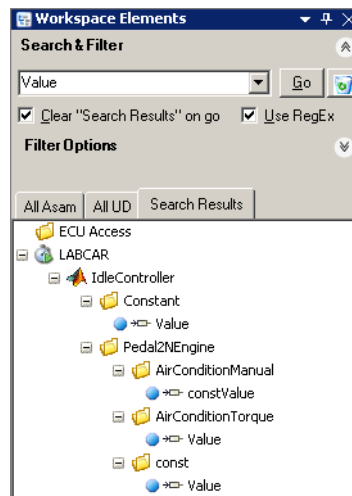 Workspace Elements
Search & Filter
Value Go
Clear "Search Results" on go Use RegEx
Filter Options
All Asam All UD Search Results
ECU Access
LABCAR
IdleController
Constant
Value
Pedal2NEngine
AirConditionManual
constValue
AirConditionTorque
Value
const
Value